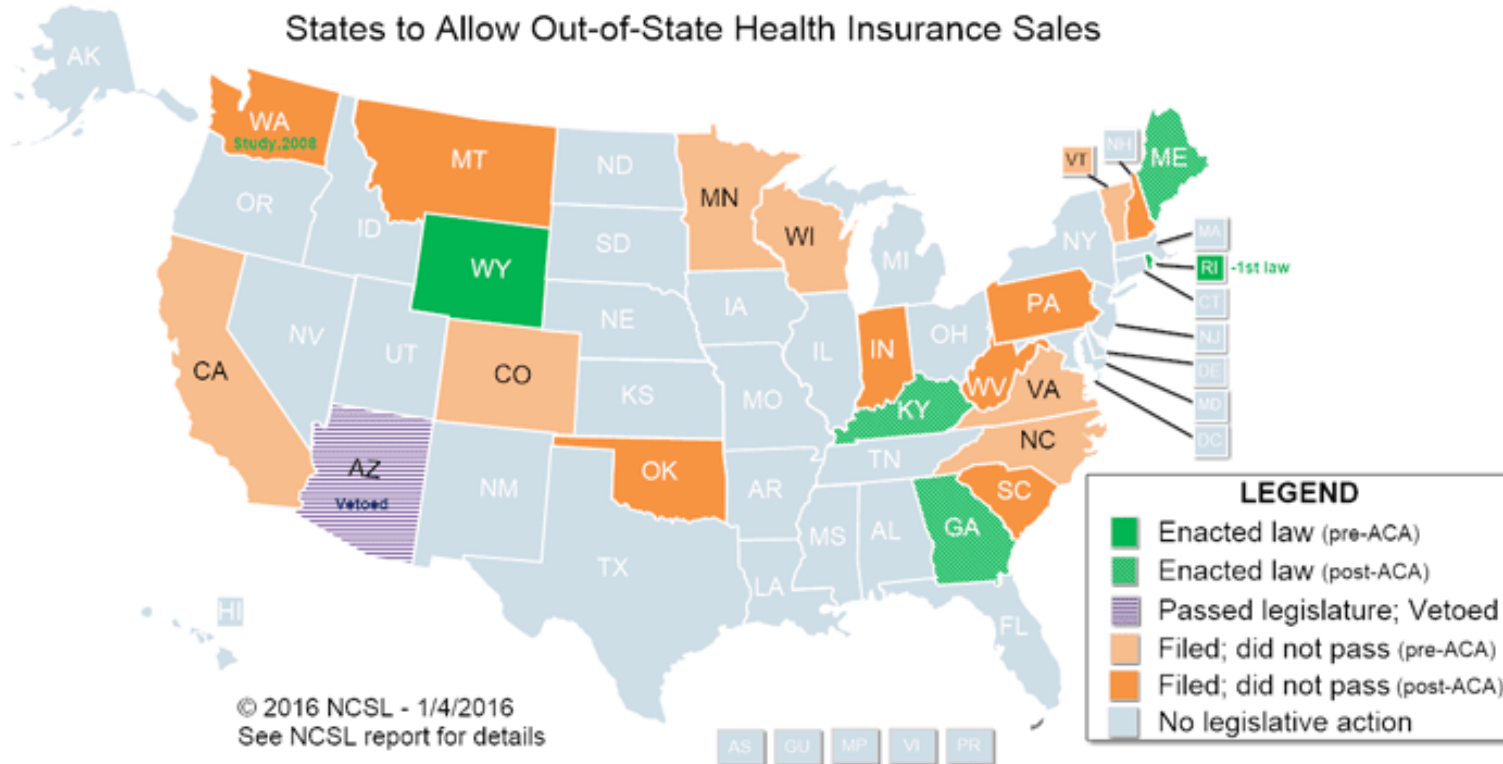 States to Allow Out-of-State Health Insurance Sales
AK
WA
Study,2008
MT
ND
MN
VT
NH
ME
OR
ID
WY
SD
WI
MI
NY
MA
RI -1st law
CT
NJ
DE
MD
DC
NV
UT
CO
NE
IA
IL
IN
OH
PA
CA
KS
MO
KY
WV
VA
NC
TN
AZ
Vetoed
NM
OK
AR
SC
MS
AL
GA
TX
LA
FL
HI
LEGEND
Enacted law (pre-ACA)
Enacted law (post-ACA)
Passed legislature; Vetoed
Filed; did not pass (pre-ACA)
Filed; did not pass (post-ACA)
No legislative action
© 2016 NCSL - 1/4/2016
See NCSL report for details
AS GU MP VI PR